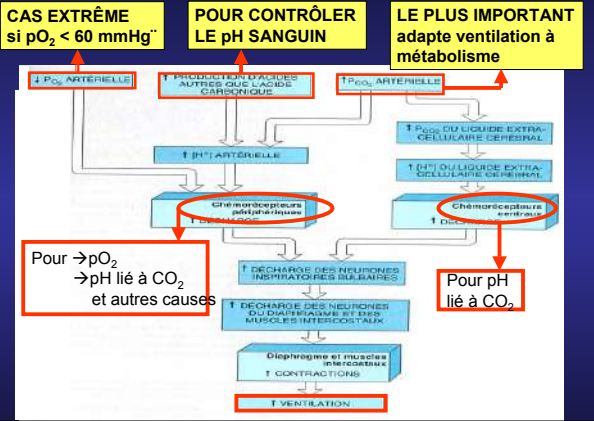 CAS EXTRÊME
si pO₂ < 60 mmHg¨
POUR CONTRÔLER
LE pH SANGUIN
LE PLUS IMPORTANT
adapte ventilation à
métabolisme
↓ PO₂ ARTÉRIELLE
↑ PRODUCTION D'ACIDES
AUTRES QUE L'ACIDE
CARBONIQUE
↑ PCO₂ ARTÉRIELLE
↑ PCO₂ DU LIQUIDE EXTRA-
CELLULAIRE CÉRÉBRAL
↑ [H⁺] ARTÉRIELLE
↑ [H⁺] DU LIQUIDE EXTRA-
CELLULAIRE CÉRÉBRAL
Chémorécepteurs
périphériques
↑ DÉCHARGE
Chémorécepteurs
centraux
↑ DÉCHARGE
Pour →pO₂
→pH lié à CO₂
et autres causes
Pour pH
lié à CO₂
↑ DÉCHARGE DES NEURONES
INSPIRATOIRES BULBAIRES
↑ DÉCHARGE DES NEURONES
DU DIAPHRAGME ET DES
MUSCLES INTERCOSTAUX
Diaphragme et muscles
intercostaux
↑ CONTRACTIONS
↑ VENTILATION